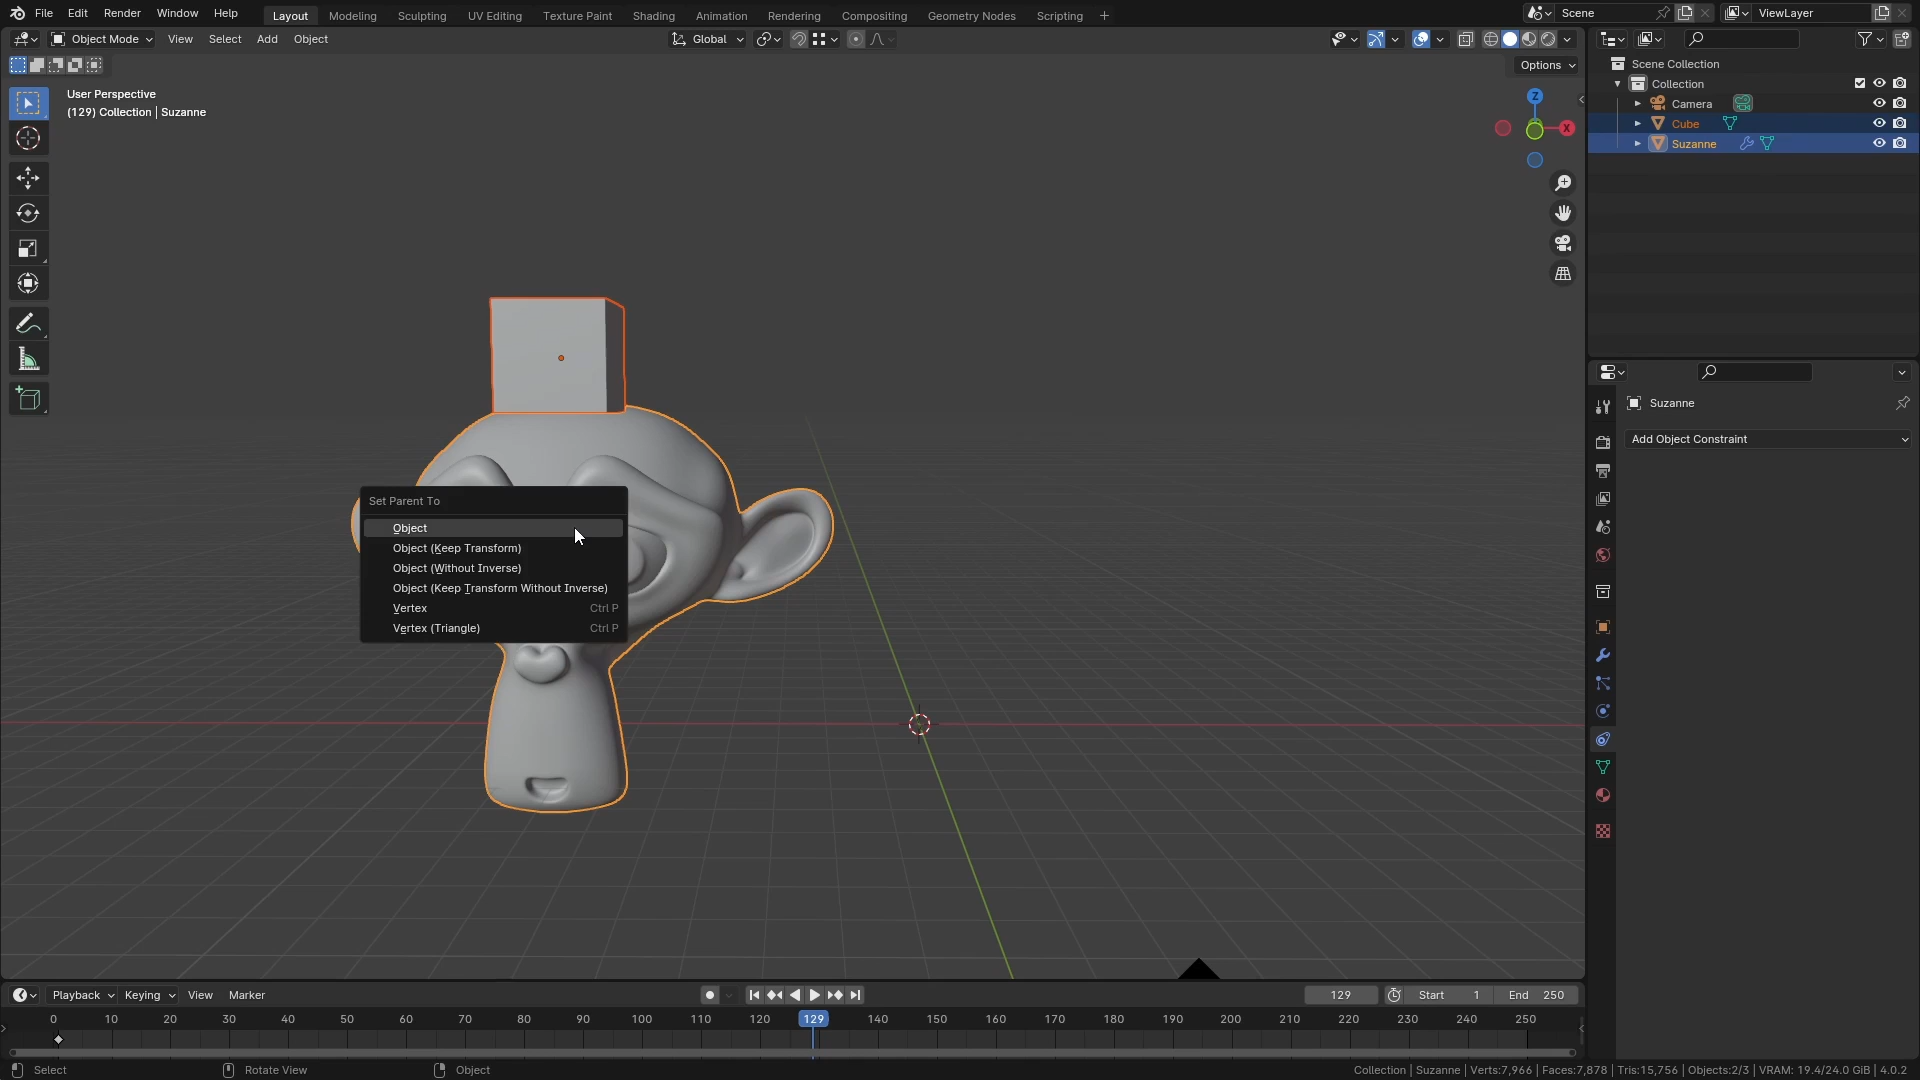 File Edit Render Window Help
Layout Modeling Sculpting UV Editing Texture Paint Shading Animation Rendering Compositing Geometry Nodes Scripting +
Scene
ViewLayer
Object Mode View Select Add Object
Global
Options
User Perspective
(129) Collection | Suzanne
Z
X
Scene Collection
Collection
Camera
Cube
Suzanne
Suzanne
Add Object Constraint
Set Parent To
Object
Object (Keep Transform)
Object (Without Inverse)
Object (Keep Transform Without Inverse)
Vertex Ctrl P
Vertex (Triangle) Ctrl P
Playback Keying View Marker
129
Start 1
End 250
0 10 20 30 40 50 60 70 80 90 100 110 120 129 140 150 160 170 180 190 200 210 220 230 240 250
Select
Rotate View
Object
Collection | Suzanne | Verts:7,966 | Faces:7,878 | Tris:15,756 | Objects:2/3 | VRAM: 19.4/24.0 GiB | 4.0.2